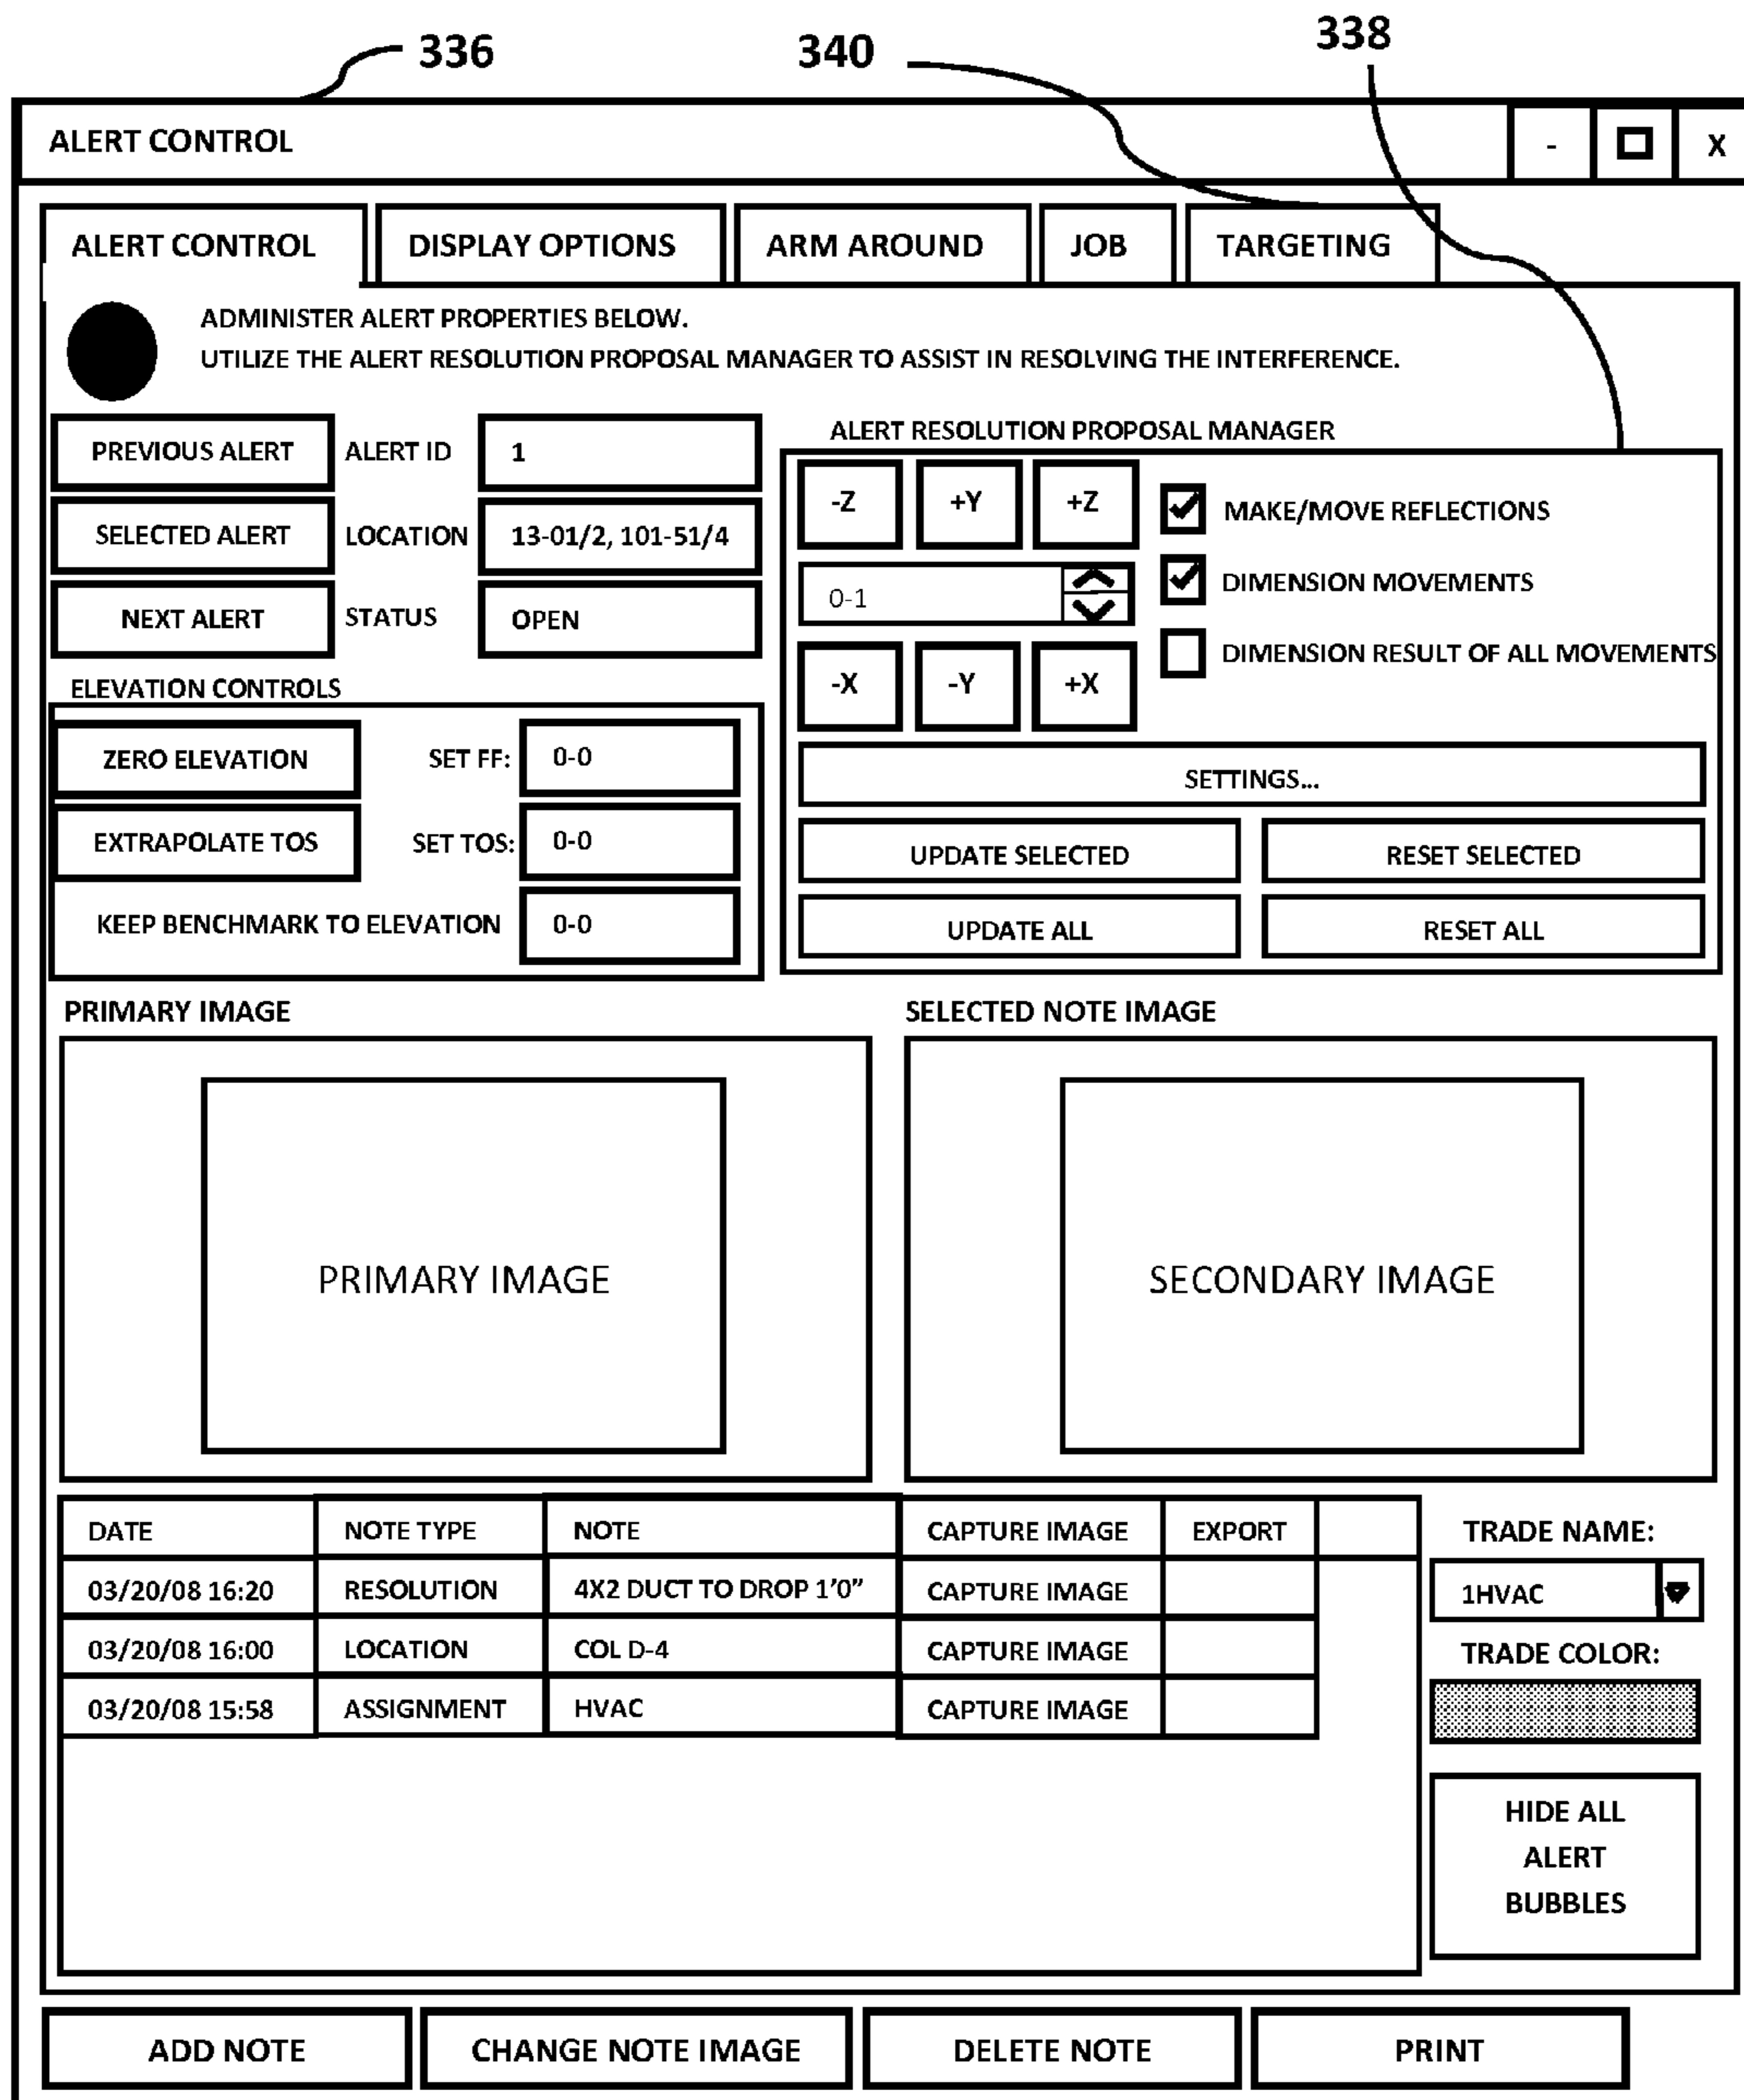 336
340
338
ALERT CONTROL
-
X
ALERT CONTROL
DISPLAY OPTIONS
ARM AROUND
JOB
TARGETING
ADMINISTER ALERT PROPERTIES BELOW.
UTILIZE THE ALERT RESOLUTION PROPOSAL MANAGER TO ASSIST IN RESOLVING THE INTERFERENCE.
PREVIOUS ALERT
ALERT ID
1
SELECTED ALERT
LOCATION
13-01/2, 101-51/4
NEXT ALERT
STATUS
OPEN
ELEVATION CONTROLS
ZERO ELEVATION
SET FF:
0-0
EXTRAPOLATE TOS
SET TOS:
0-0
KEEP BENCHMARK TO ELEVATION
0-0
ALERT RESOLUTION PROPOSAL MANAGER
-Z
+Y
+Z
MAKE/MOVE REFLECTIONS
0-1
DIMENSION MOVEMENTS
-X
-Y
+X
DIMENSION RESULT OF ALL MOVEMENTS
SETTINGS...
UPDATE SELECTED
RESET SELECTED
UPDATE ALL
RESET ALL
PRIMARY IMAGE
PRIMARY IMAGE
SELECTED NOTE IMAGE
SECONDARY IMAGE
DATE NOTE TYPE NOTE CAPTURE IMAGE EXPORT
03/20/08 16:20 RESOLUTION 4X2 DUCT TO DROP 1’0” CAPTURE IMAGE
03/20/08 16:00 LOCATION COL D-4 CAPTURE IMAGE
03/20/08 15:58 ASSIGNMENT HVAC CAPTURE IMAGE
TRADE NAME:
1HVAC
TRADE COLOR:
HIDE ALL
ALERT
BUBBLES
ADD NOTE
CHANGE NOTE IMAGE
DELETE NOTE
PRINT